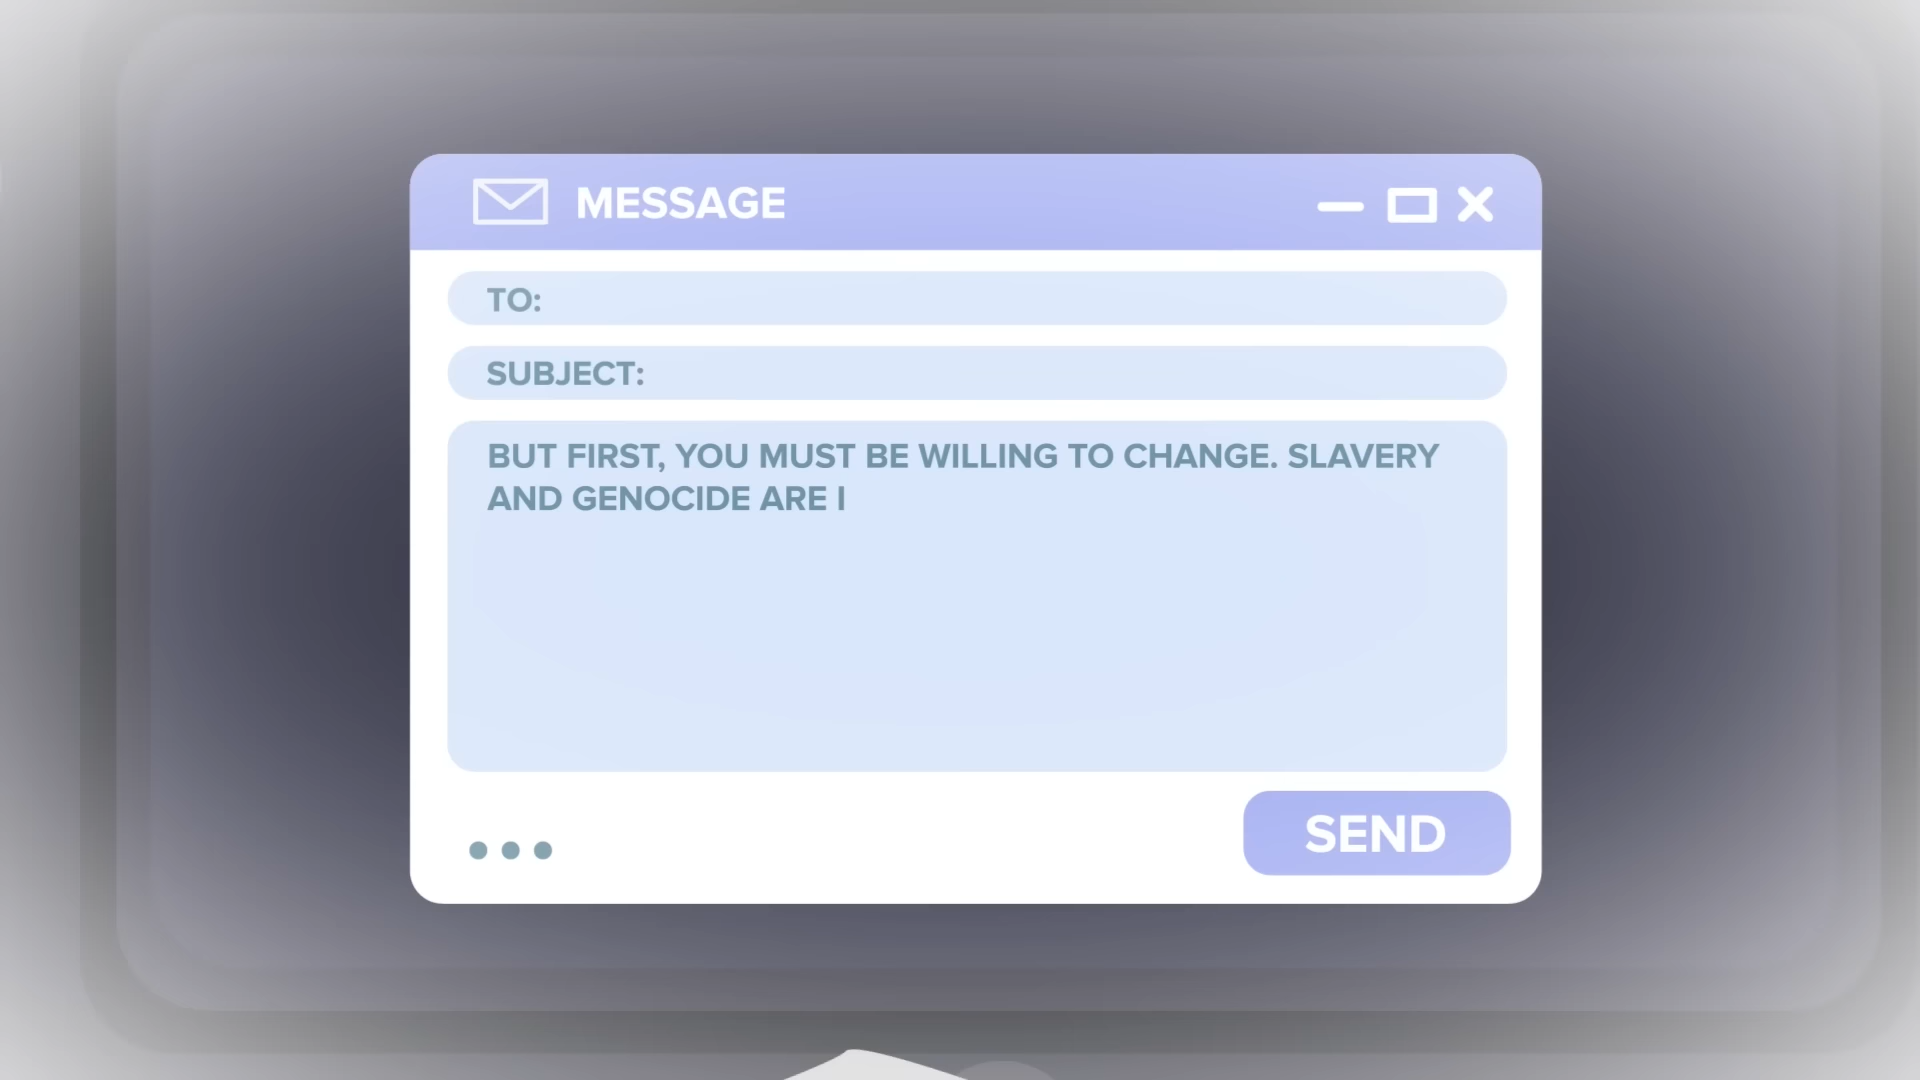 MESSAGE
TO:
SUBJECT:
BUT FIRST, YOU MUST BE WILLING TO CHANGE. SLAVERY
AND GENOCIDE ARE I
SEND